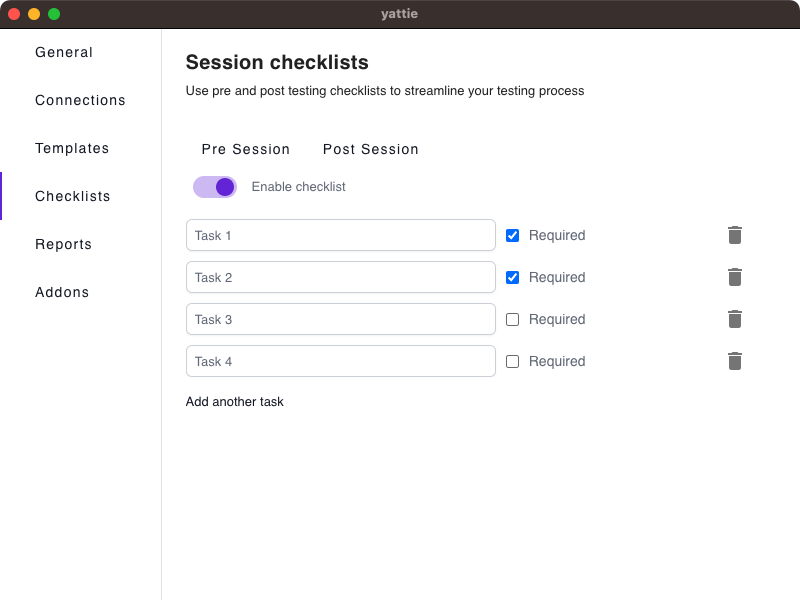 yattie
General
Connections
Templates
Checklists
Reports
Addons
Session checklists
Use pre and post testing checklists to streamline your testing process
Pre Session Post Session
Enable checklist
Task 1 Required
Task 2 Required
Task 3 Required
Task 4 Required
Add another task